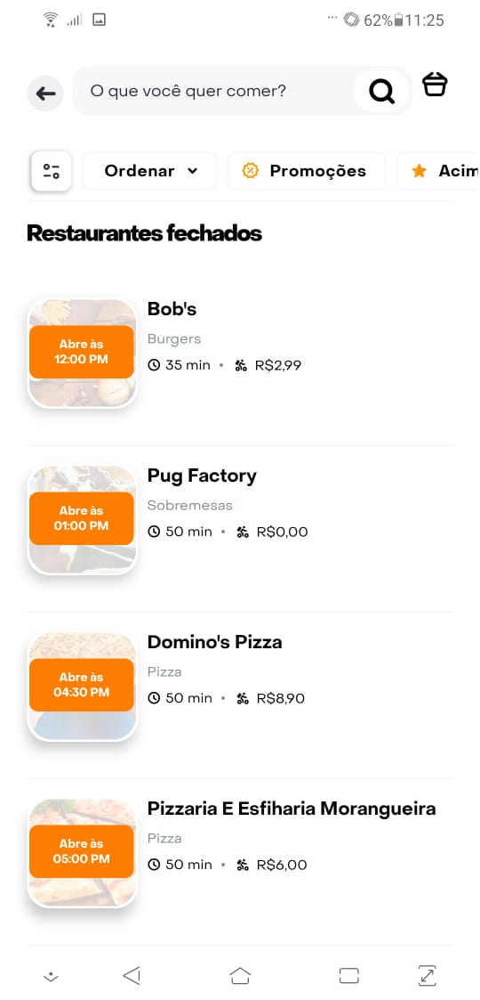 62% 11:25
O que você quer comer?
Ordenar Promoções Acim
Restaurantes fechados
Bob's
Burgers
Abre às
12:00 PM
35 min • R$2,99
Pug Factory
Sobremesas
Abre às
01:00 PM
50 min • R$0,00
Domino's Pizza
Pizza
Abre às
04:30 PM
50 min • R$8,90
Pizzaria E Esfiharia Morangueira
Pizza
Abre às
05:00 PM
50 min • R$6,00